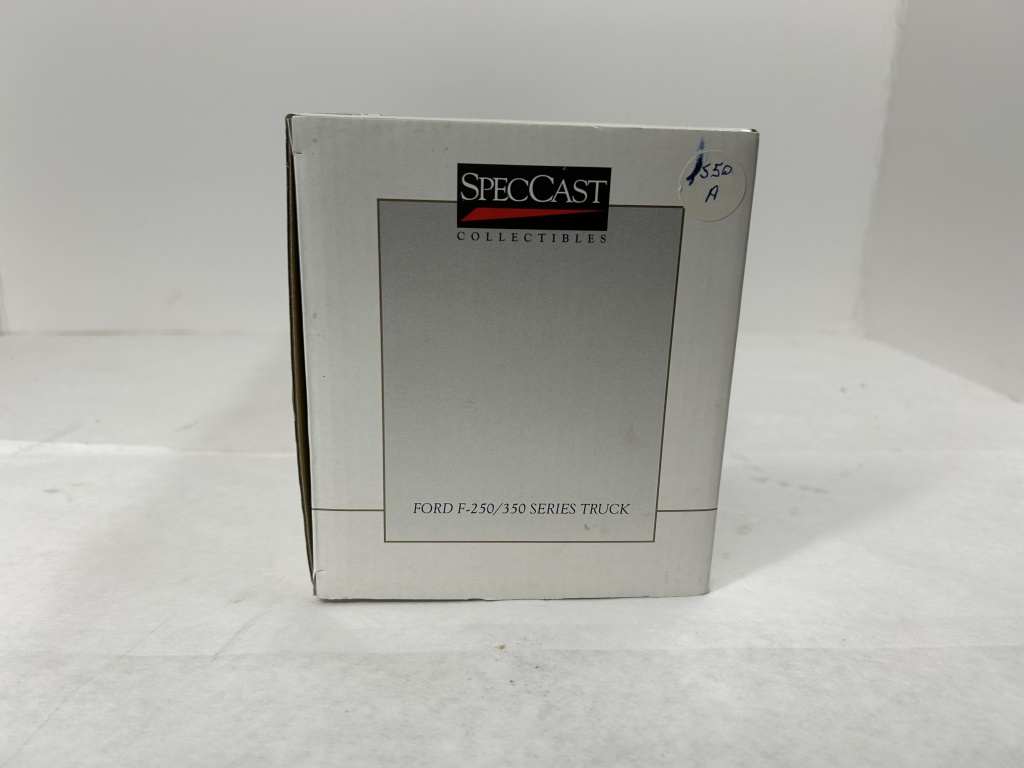 SPECCAST
COLLECTIBLES
$550
A
FORD F-250/350 SERIES TRUCK